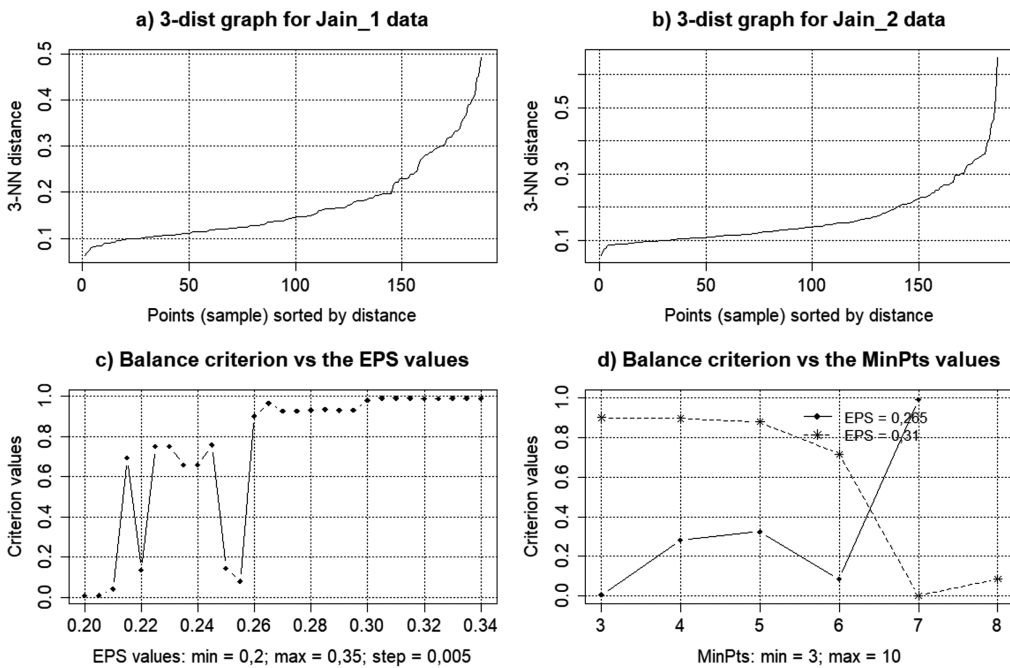 a) 3-dist graph for Jain_1 data
3-NN distance
0.5
0.4
0.3
0.2
0.1
0 50 100 150
Points (sample) sorted by distance
b) 3-dist graph for Jain_2 data
3-NN distance
0.5
0.3
0.1
0 50 100 150
Points (sample) sorted by distance
c) Balance criterion vs the EPS values
Criterion values
1.0
0.8
0.6
0.4
0.2
0.0
0.20 0.22 0.24 0.26 0.28 0.30 0.32 0.34
EPS values: min = 0,2; max = 0,35; step = 0,005
d) Balance criterion vs the MinPts values
Criterion values
1.0
0.8
0.6
0.4
0.2
0.0
EPS = 0,265
EPS = 0,31
3 4 5 6 7 8
MinPts: min = 3; max = 10